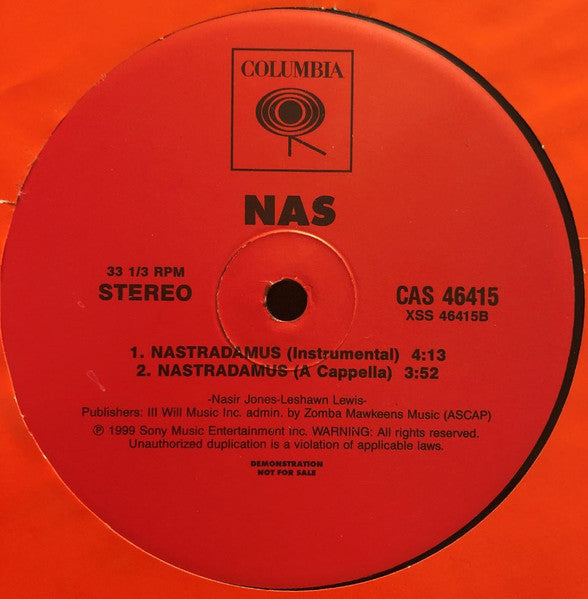 COLUMBIA
NAS
33 1/3 RPM
STEREO
CAS 46415
XSS 46415B
1. NASTRADAMUS (Instrumental) 4:13
2. NASTRADAMUS (A Cappella) 3:52
-Nasir Jones-Leshawn Lewis-
Publishers: Ill Will Music Inc. admin. by Zomba Mawkeens Music (ASCAP)
℗ 1999 Sony Music Entertainment inc. WARNING: All rights reserved.
Unauthorized duplication is a violation of applicable laws.
DEMONSTRATION
NOT FOR SALE